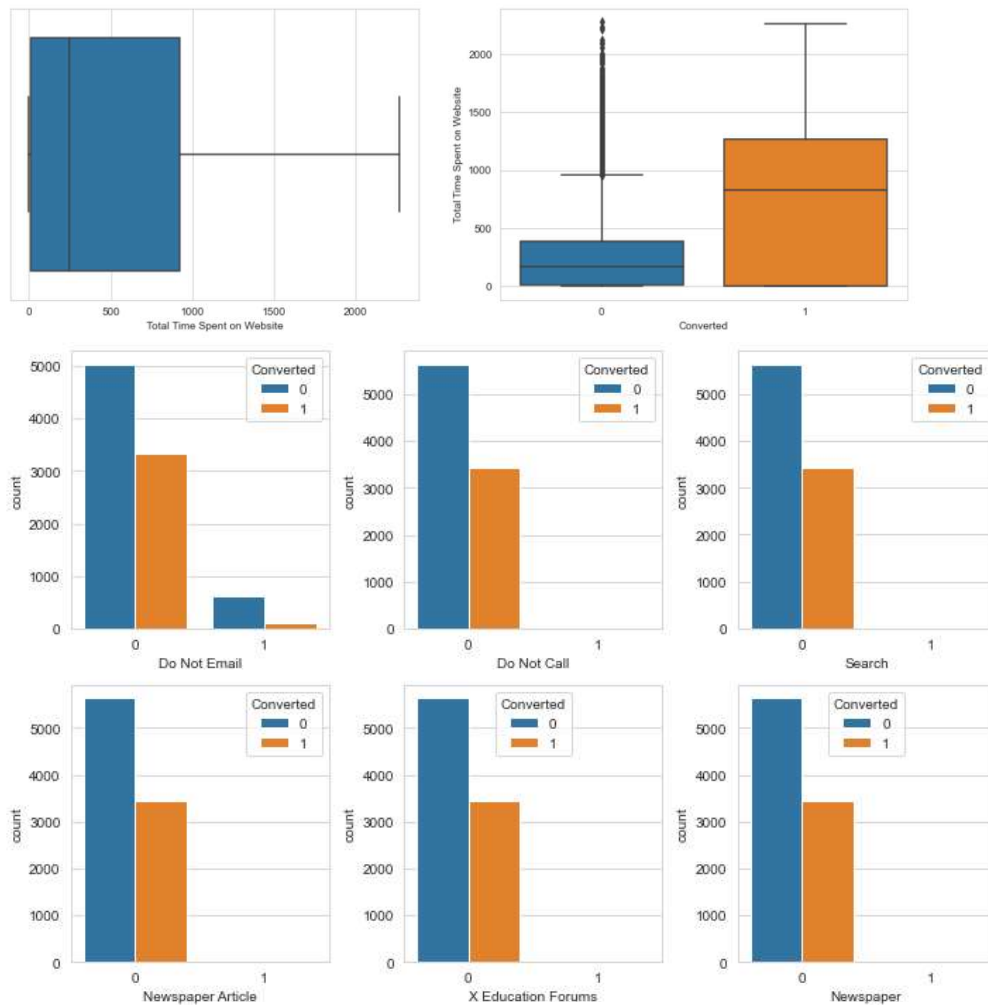 2000
1500
1000
500
0
Total Time Spent on Website
0 500 1000 1500 2000
Total Time Spent on Website
0 1
Converted
5000
4000
3000
2000
1000
0
count
Converted
0
1
0 1
Do Not Email
5000
4000
3000
2000
1000
0
count
Converted
0
1
0 1
Do Not Call
5000
4000
3000
2000
1000
0
count
Converted
0
1
0 1
Search
5000
4000
3000
2000
1000
0
count
Converted
0
1
0 1
Newspaper Article
5000
4000
3000
2000
1000
0
count
Converted
0
1
0 1
X Education Forums
5000
4000
3000
2000
1000
0
count
Converted
0
1
0 1
Newspaper